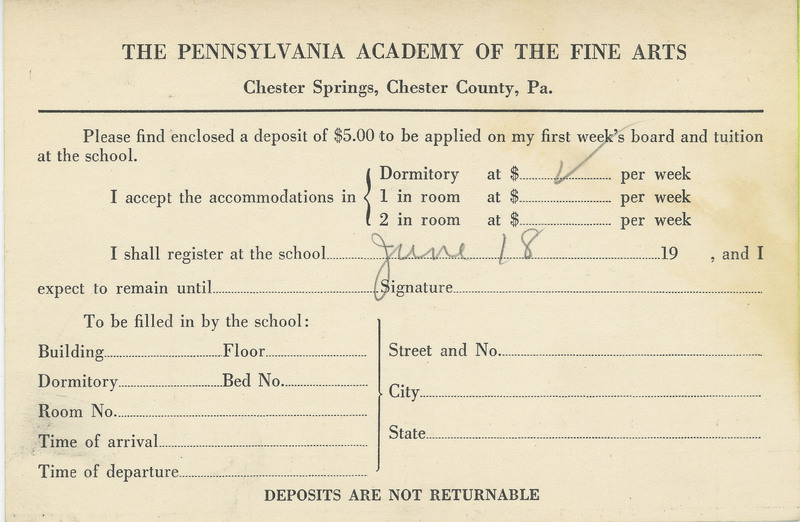 THE PENNSYLVANIA ACADEMY OF THE FINE ARTS
Chester Springs, Chester County, Pa.
Please find enclosed a deposit of $5.00 to be applied on my first week's board and tuition
at the school.
I accept the accommodations in
Dormitory at $ ✓ per week
1 in room at $ per week
2 in room at $ per week
I shall register at the school June 18 19 , and I
expect to remain until Signature
To be filled in by the school:
Building Floor
Dormitory Bed No.
Room No.
Time of arrival
Time of departure
Street and No.
City
State
DEPOSITS ARE NOT RETURNABLE